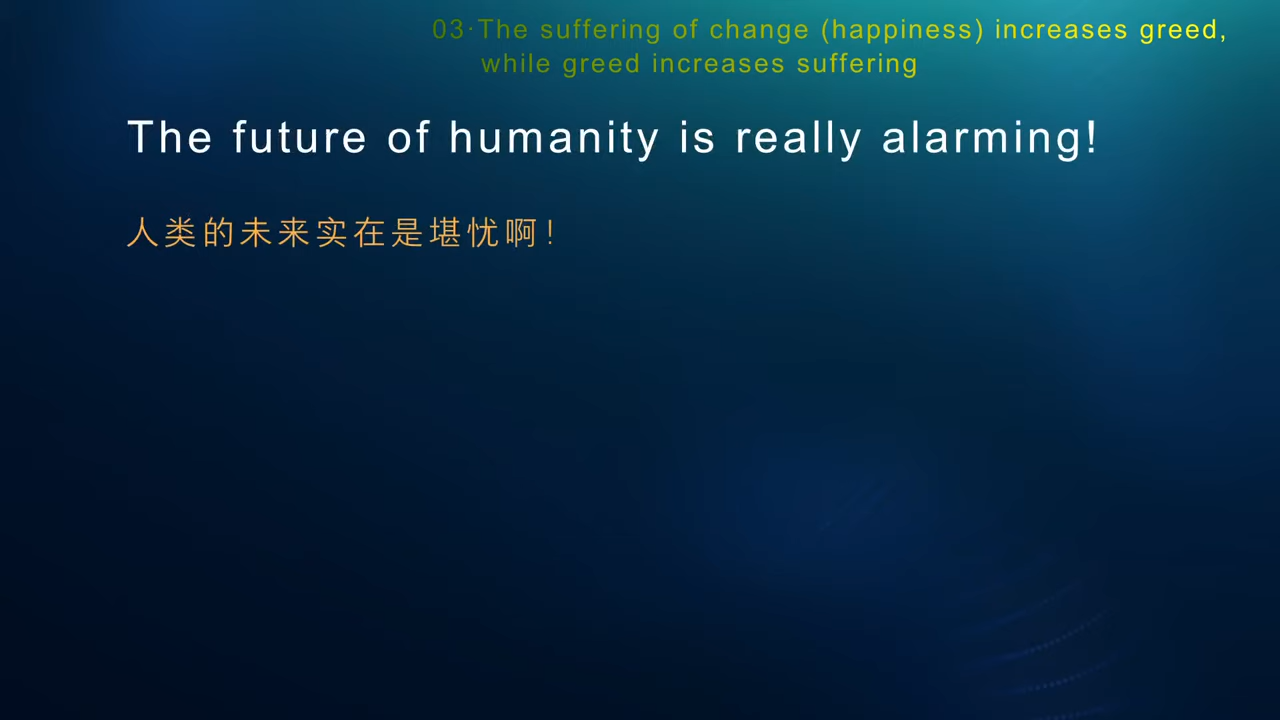 03·The suffering of change (happiness) increases greed,
while greed increases suffering
The future of humanity is really alarming!
人类的未来实在是堪忧啊！